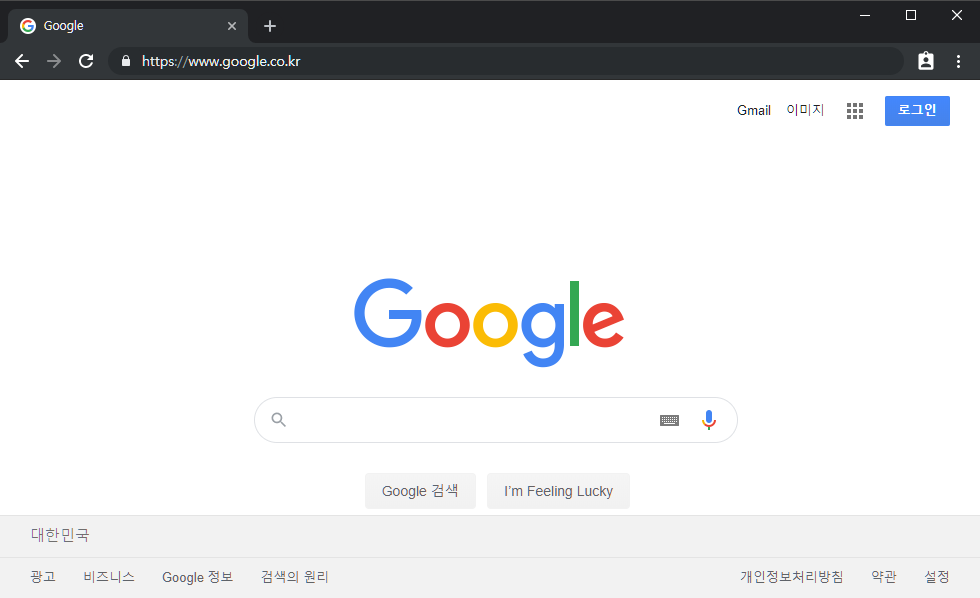 Google
https://www.google.co.kr
Gmail 이미지 로그인
Google
Google 검색 I'm Feeling Lucky
대한민국
광고 비즈니스 Google 정보 검색의 원리 개인정보처리방침 약관 설정